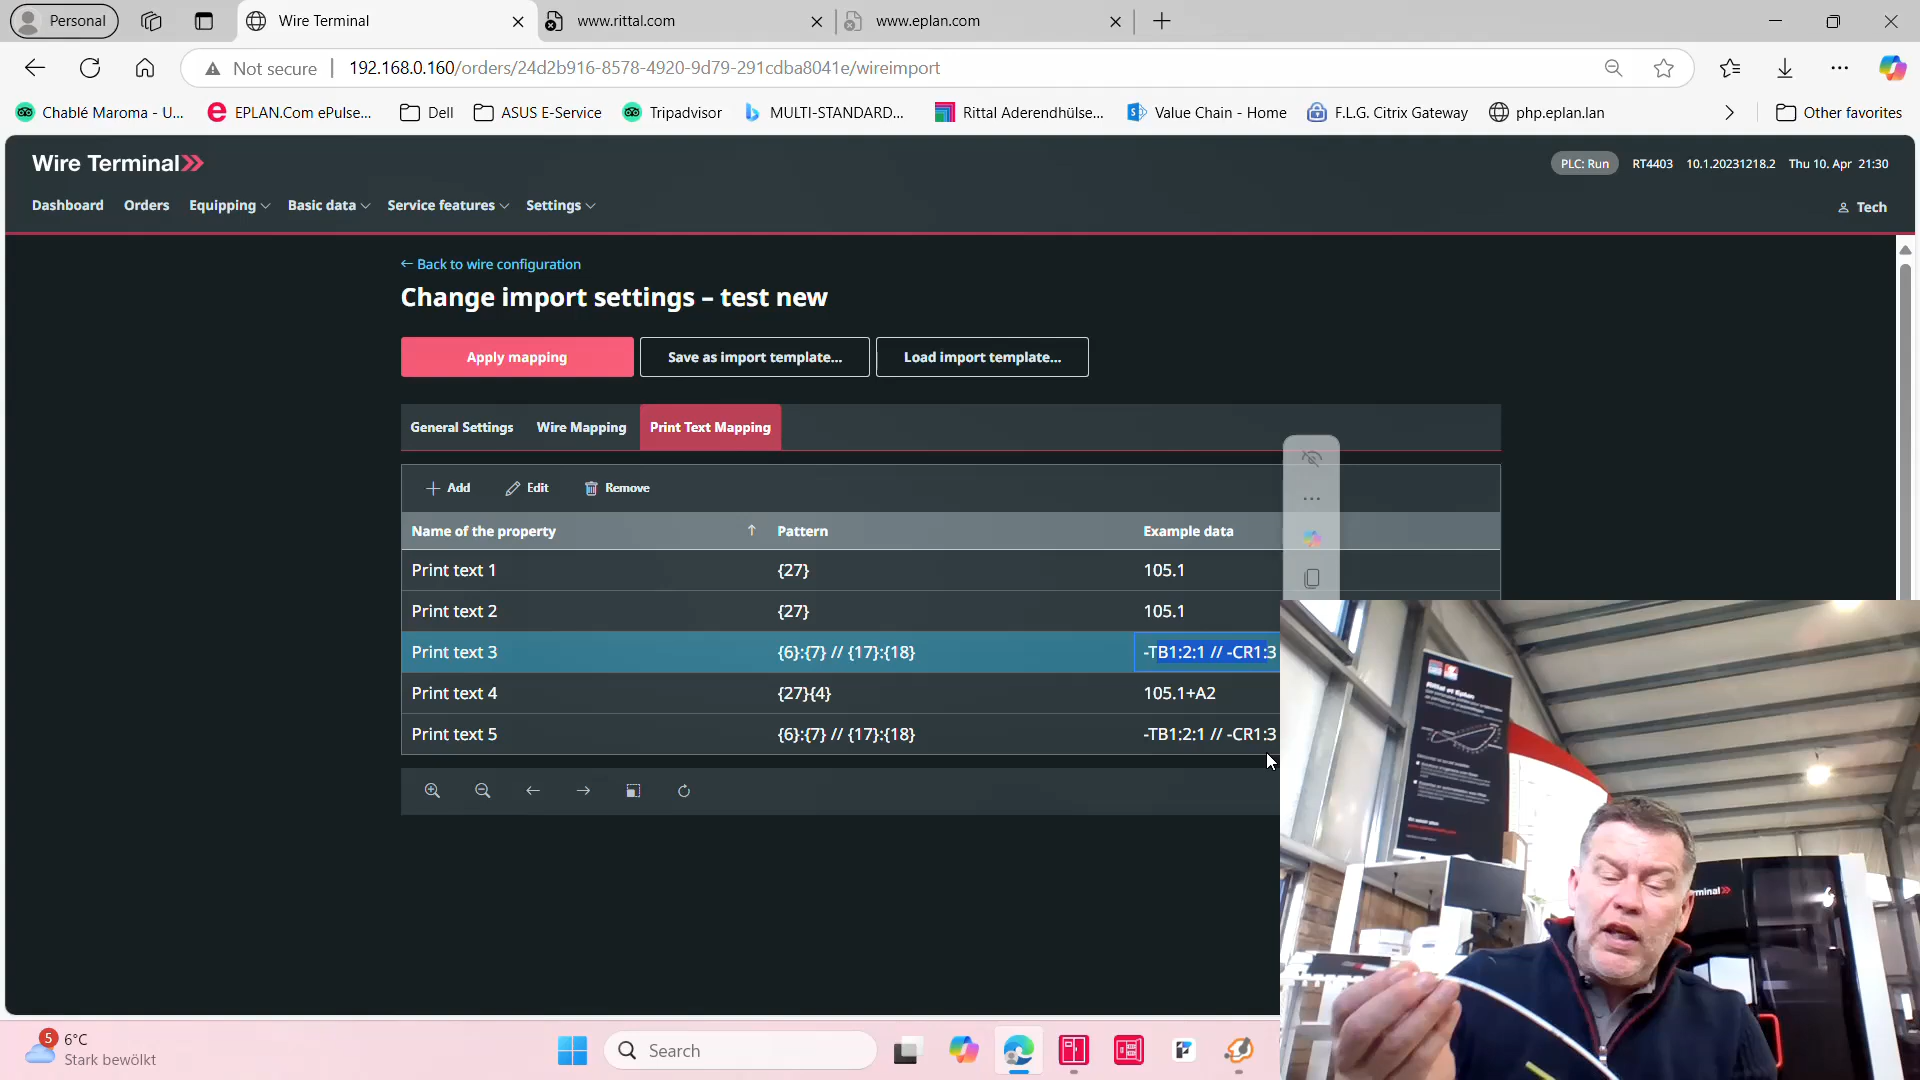 Personal
Wire Terminal
www.rittal.com
www.eplan.com
Not secure
192.168.0.160/orders/24d2b916-8578-4920-9d79-291cdba8041e/wireimport
Chablé Maroma - U...
EPLAN.Com ePulse...
Dell
ASUS E-Service
Tripadvisor
MULTI-STANDARD...
Rittal Aderendhülse...
Value Chain - Home
F.L.G. Citrix Gateway
php.eplan.lan
Other favorites
Wire Terminal
PLC: Run
RT4403
10.1.20231218.2
Thu 10. Apr 21:30
Dashboard
Orders
Equipping
Basic data
Service features
Settings
Tech
← Back to wire configuration
Change import settings – test new
Apply mapping
Save as import template...
Load import template...
General Settings
Wire Mapping
Print Text Mapping
Add
Edit
Remove
Name of the property ↑ Pattern Example data
Print text 1 {27} 105.1
Print text 2 {27} 105.1
Print text 3 {6}:{7} // {17}:{18} -TB1:2:1 // -CR1:3
Print text 4 {27}{4} 105.1+A2
Print text 5 {6}:{7} // {17}:{18} -TB1:2:1 // -CR1:3
Rittal et Eplan
minal
5
6°C
Stark bewölkt
Search